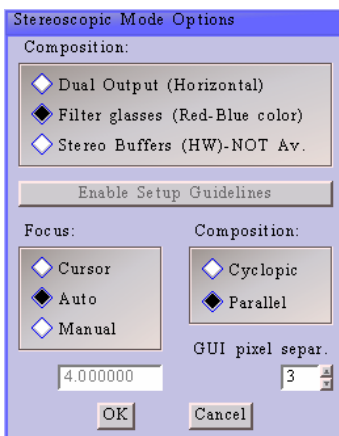 Stereoscopic Mode Options
Composition:
Dual Output (Horizontal)
Filter glasses (Red-Blue color)
Stereo Buffers (HW)-NOT Av.
Enable Setup Guidelines
Focus: Composition:
Cursor Cyclopic
Auto Parallel
Manual
GUI pixel separ.
4.000000 3
OK Cancel